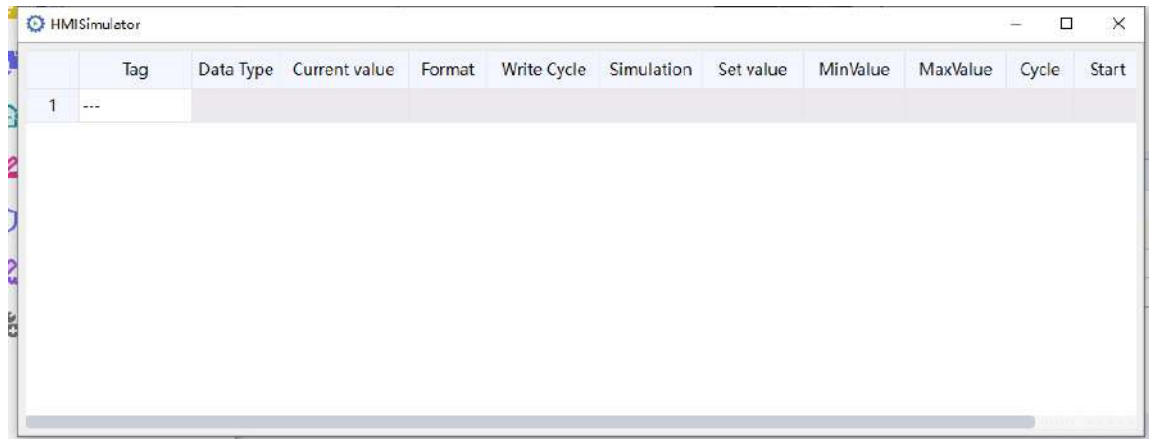 HMISimulator
Tag Data Type Current value Format Write Cycle Simulation Set value MinValue MaxValue Cycle Start
1 ---